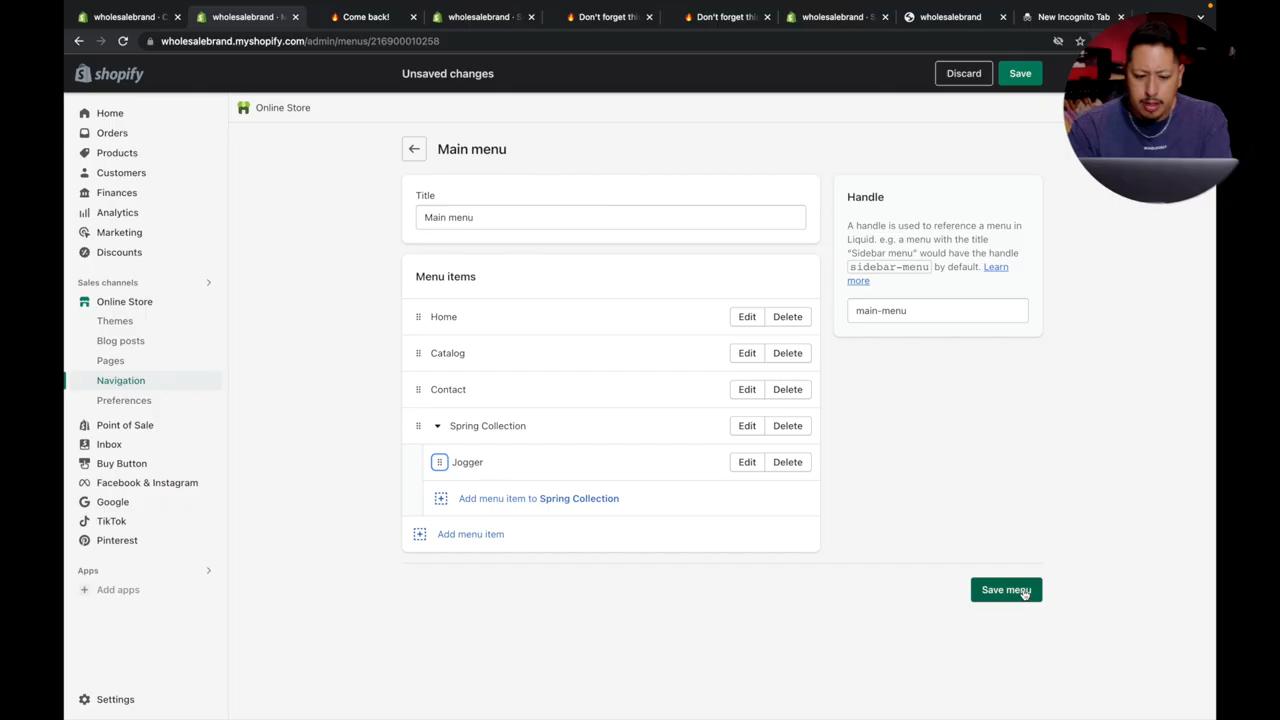 wholesalebrand - C
wholesalebrand - M
🔥 Come back!
wholesalebrand - S
🔥 Don't forget thi
🔥 Don't forget thi
wholesalebrand - S
wholesalebrand
New Incognito Tab
wholesalebrand.myshopify.com/admin/menus/216900010258
shopify
Unsaved changes
Discard
Save
Home
Orders
Products
Customers
Finances
Analytics
Marketing
Discounts
Sales channels
Online Store
Themes
Blog posts
Pages
Navigation
Preferences
Point of Sale
Inbox
Buy Button
Facebook & Instagram
Google
TikTok
Pinterest
Apps
Add apps
Settings
Online Store
Main menu
Title
Main menu
Menu items
Home Edit Delete
Catalog Edit Delete
Contact Edit Delete
Spring Collection Edit Delete
Jogger Edit Delete
Add menu item to Spring Collection
Add menu item
Handle
A handle is used to reference a menu in
Liquid. e.g. a menu with the title
“Sidebar menu” would have the handle
sidebar-menu by default. Learn
more
main-menu
Save menu